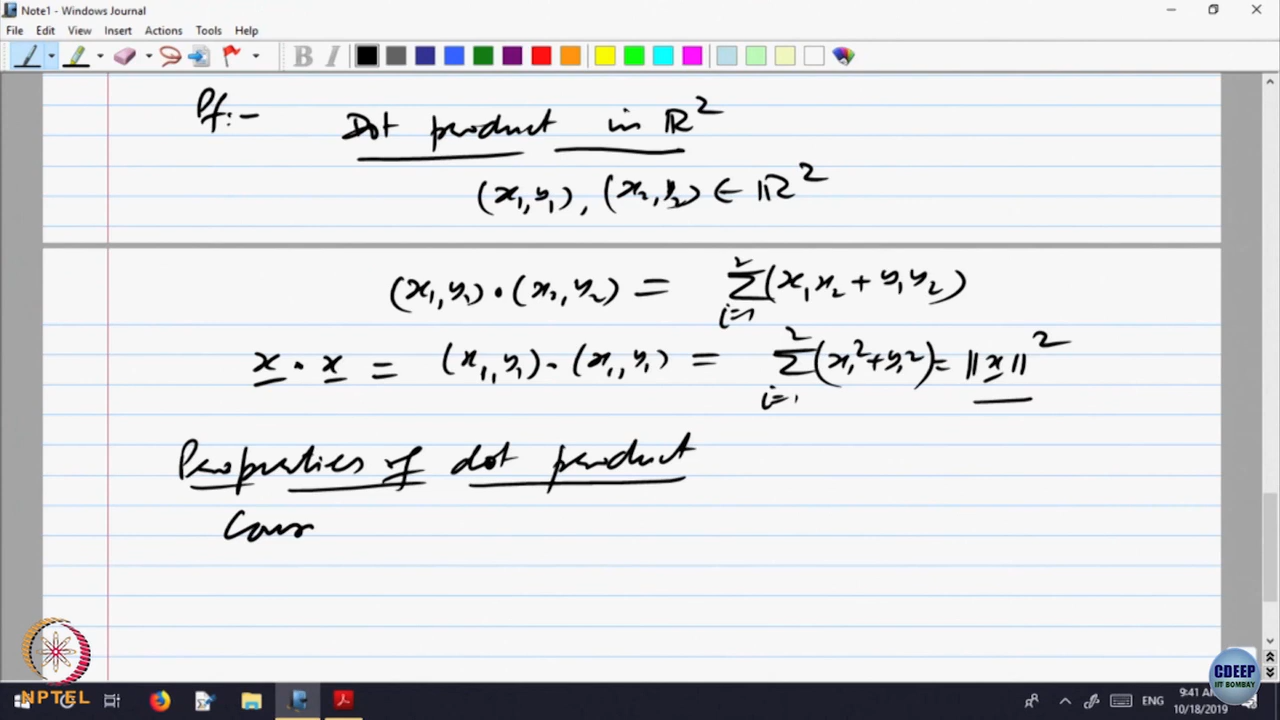 Note1 - Windows Journal
File Edit View Insert Actions Tools Help
B I
Pf:-
Dot product in ℝ²
(x₁,y₁), (x₂,y₂) ∈ ℝ²
(x₁,y₁)·(x₂,y₂) = Σ_{i=1}^{2}(x₁x₂+y₁y₂)
x·x = (x₁,y₁)·(x₁,y₁) = Σ_{i=1}^{2}(x₁²+y₁²) = ||x||²
Properties of dot product
NPTEL
CDEEP
IIT BOMBAY
ENG
9:41 A
10/18/2019